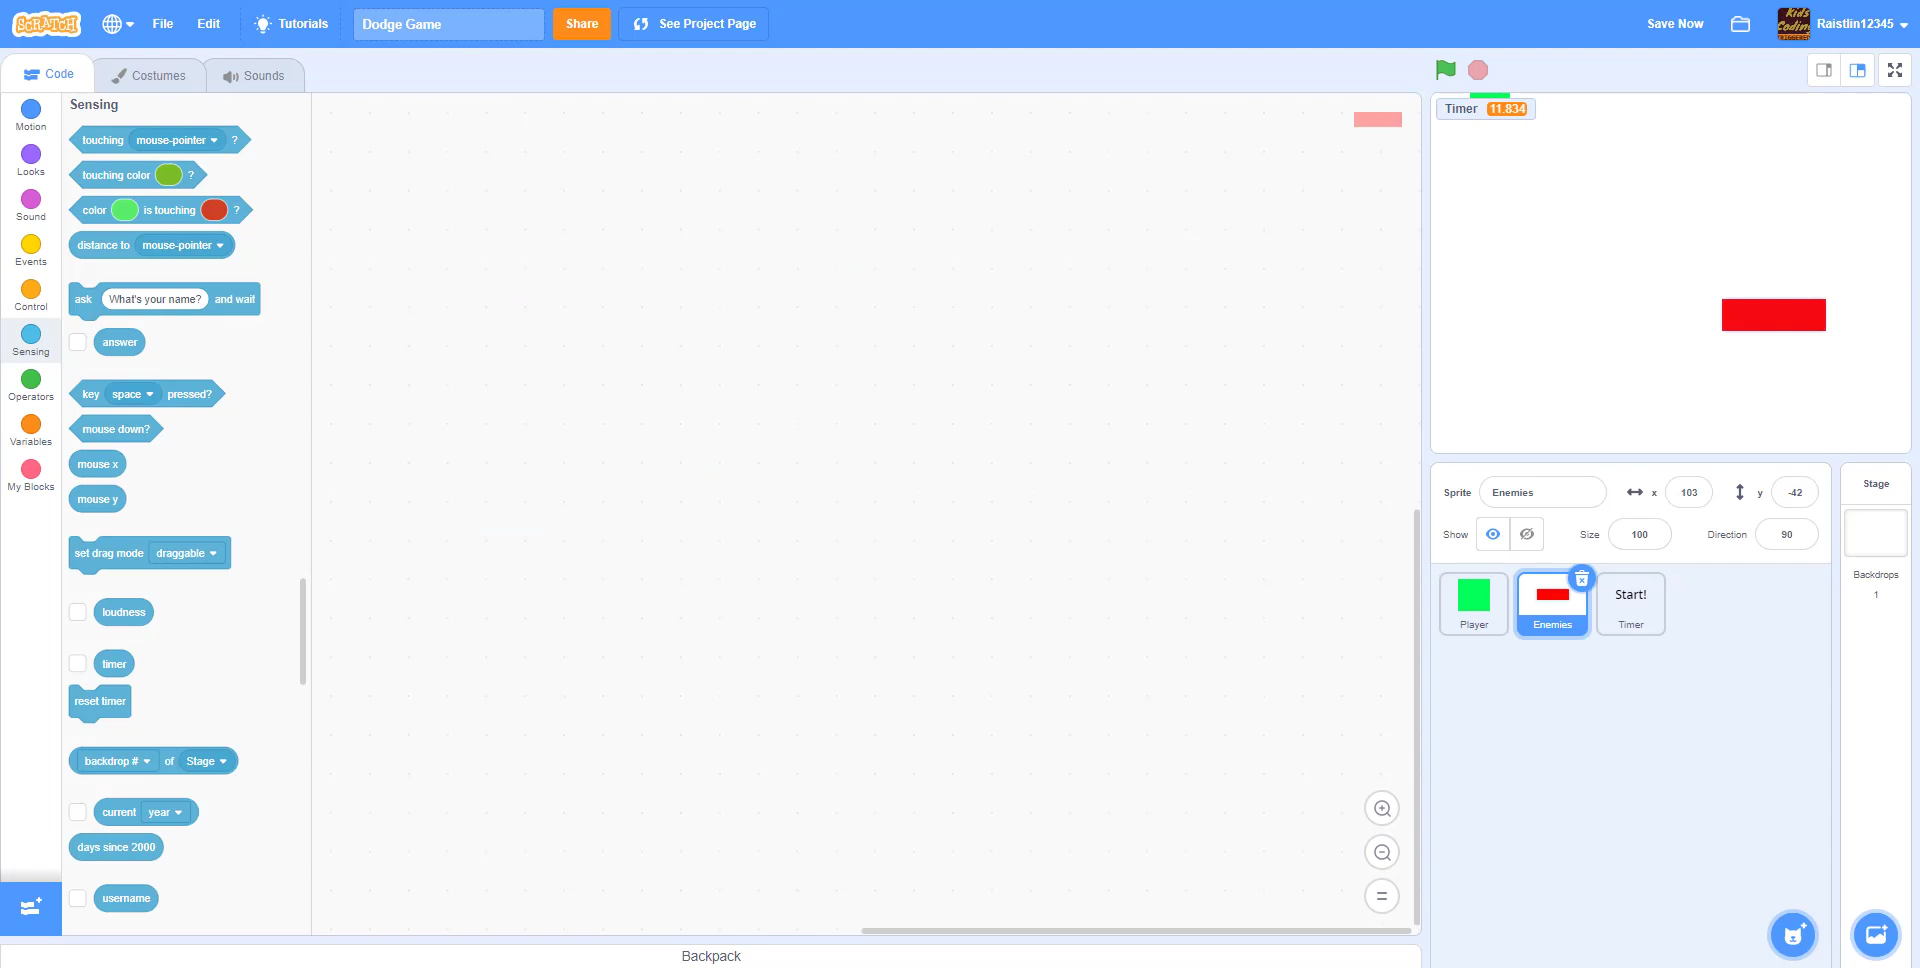 SCRATCH File Edit Tutorials Dodge Game Share See Project Page Save Now Raistlin12345
Code Costumes Sounds
Motion
Looks
Sound
Events
Control
Sensing
Operators
Variables
My Blocks
Sensing
touching mouse-pointer ?
touching color ?
color is touching ?
distance to mouse-pointer
ask What's your name? and wait
answer
key space pressed?
mouse down?
mouse x
mouse y
set drag mode draggable
loudness
timer
reset timer
backdrop # of Stage
current year
days since 2000
username
Backpack
Timer 11.834
Sprite Enemies x 103 y -42
Show Size 100 Direction 90
Player
Enemies
Start!
Timer
Stage
Backdrops
1